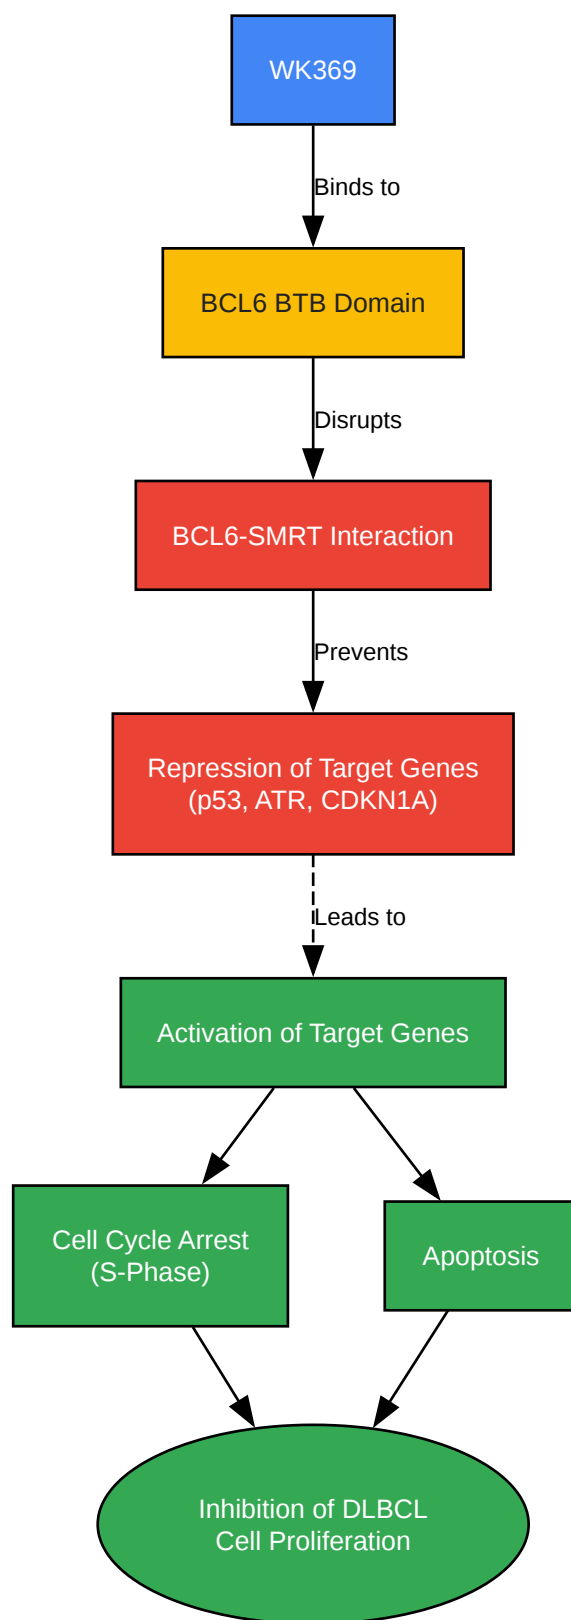 WK369
Binds to
BCL6 BTB Domain
Disrupts
BCL6-SMRT Interaction
Prevents
Repression of Target Genes
(p53, ATR, CDKN1A)
Leads to
Activation of Target Genes
Cell Cycle Arrest
(S-Phase)
Apoptosis
Inhibition of DLBCL
Cell Proliferation